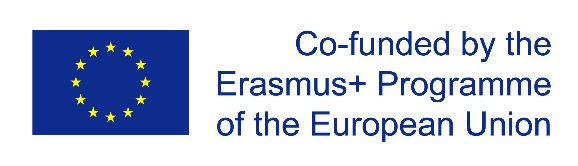 Co-funded by the
Erasmus+ Programme
of the European Union